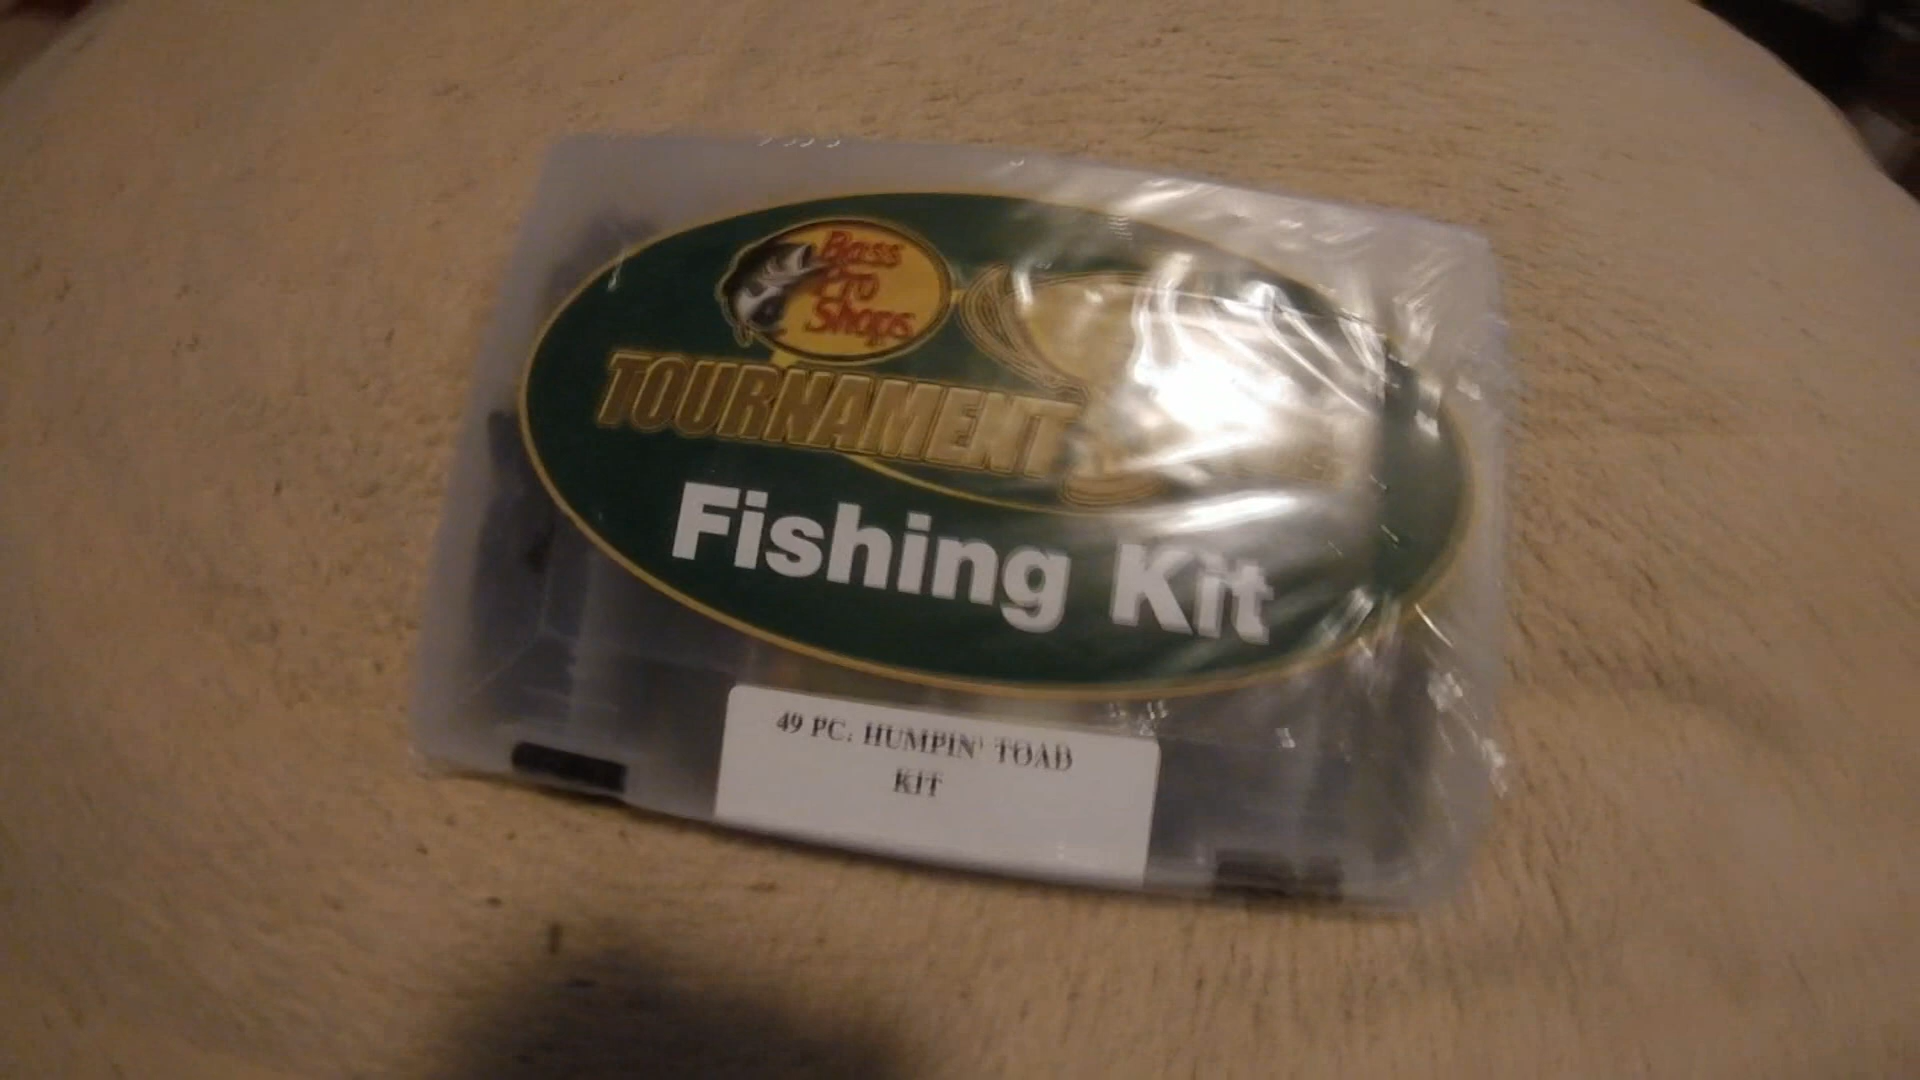 Bass
Pro
Shops
TOURNAMENT
Fishing Kit
49 PC. HUMPIN' TOAD
KIT